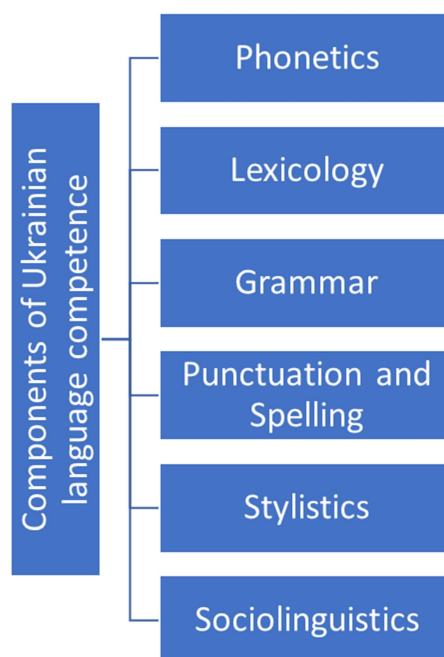 Components of Ukrainian
language competence
Phonetics
Lexicology
Grammar
Punctuation and
Spelling
Stylistics
Sociolinguistics